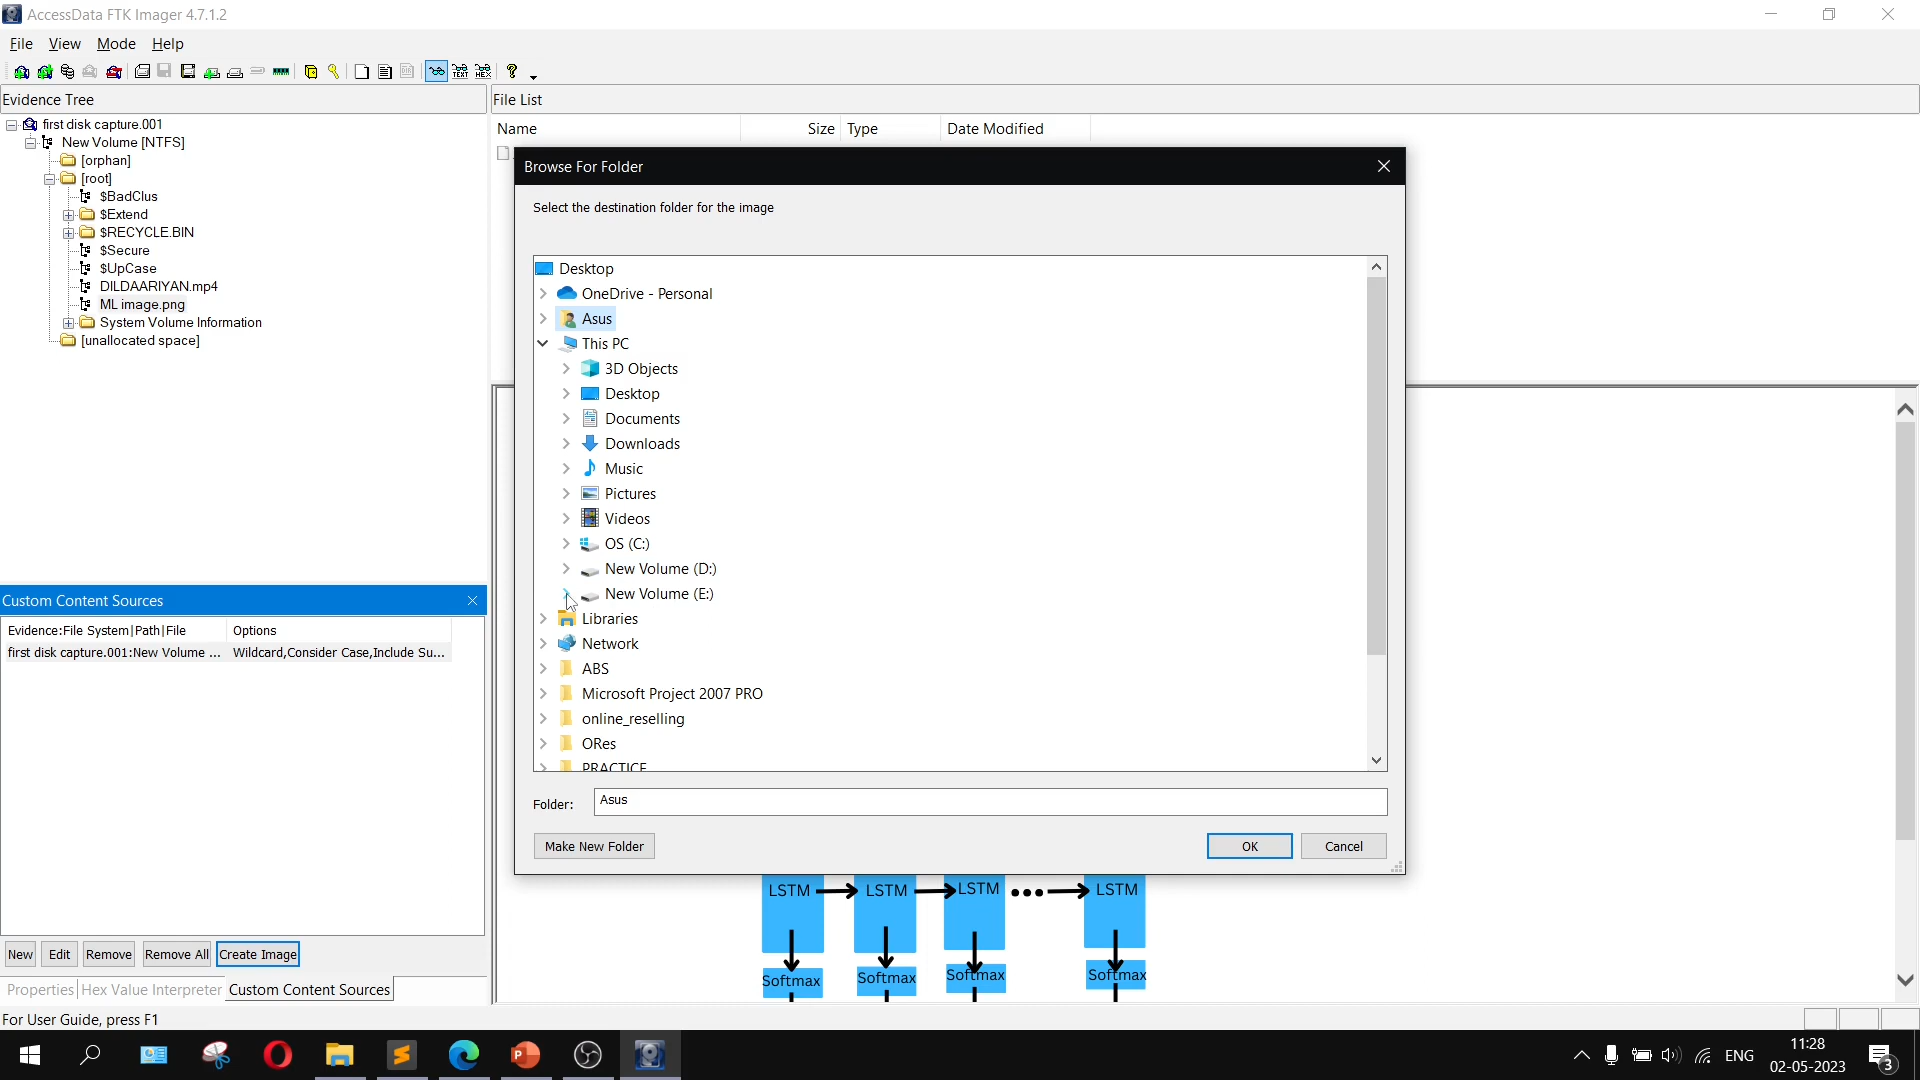 AccessData FTK Imager 4.7.1.2
File View Mode Help
Evidence Tree
first disk capture.001
New Volume [NTFS]
[orphan]
[root]
$BadClus
$Extend
$RECYCLE.BIN
$Secure
$UpCase
DILDAARIYAN.mp4
ML image.png
System Volume Information
[unallocated space]
File List
Name Size Type Date Modified
Browse For Folder
Select the destination folder for the image
Desktop
OneDrive - Personal
Asus
This PC
3D Objects
Desktop
Documents
Downloads
Music
Pictures
Videos
OS (C:)
New Volume (D:)
New Volume (E:)
Libraries
Network
ABS
Microsoft Project 2007 PRO
online_reselling
ORes
PRACTICE
Folder: Asus
Make New Folder OK Cancel
Custom Content Sources
Evidence:File System|Path|File Options
first disk capture.001:New Volume ... Wildcard,Consider Case,Include Su...
New Edit Remove Remove All Create Image
Properties Hex Value Interpreter Custom Content Sources
LSTM LSTM LSTM LSTM
Softmax Softmax Softmax Softmax
For User Guide, press F1
ENG
11:28
02-05-2023
3